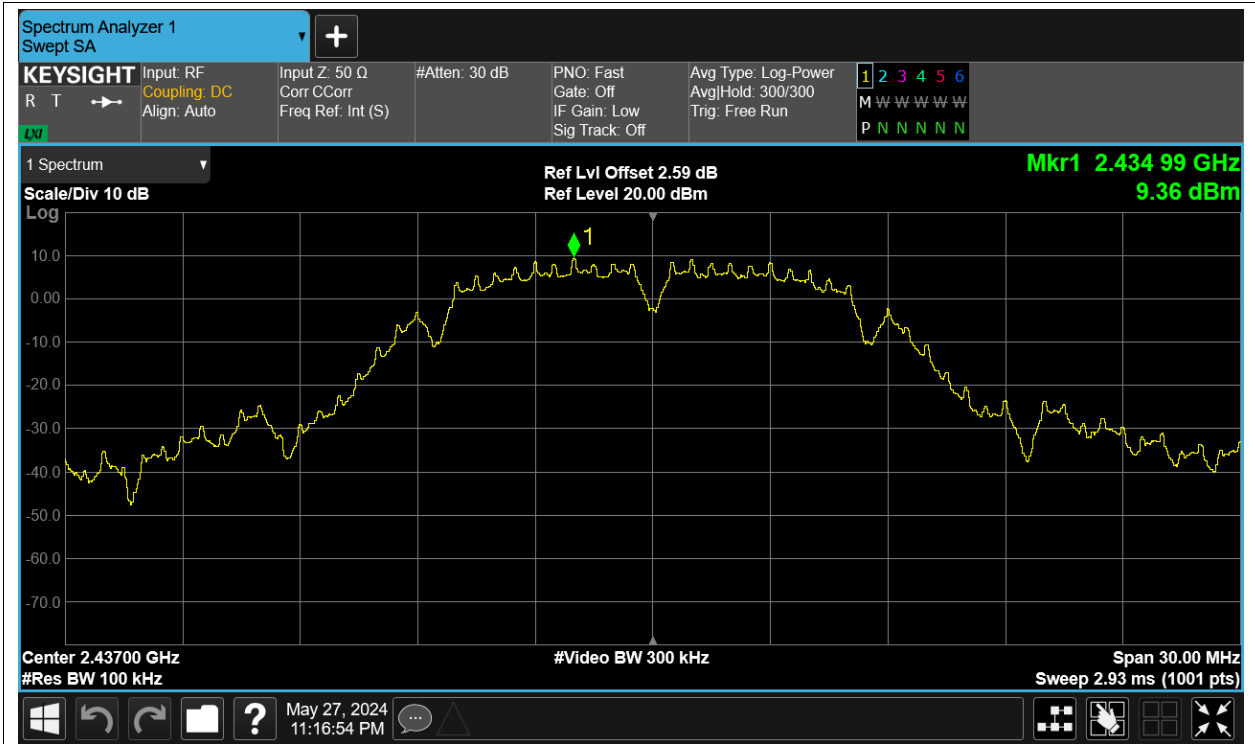 Spectrum Analyzer 1
Swept SA
KEYSIGHT
R T
LXI
Input: RF
Coupling: DC
Align: Auto
Input Z: 50 Ω
Corr CCorr
Freq Ref: Int (S)
#Atten: 30 dB
PNO: Fast
Gate: Off
IF Gain: Low
Sig Track: Off
Avg Type: Log-Power
Avg|Hold: 300/300
Trig: Free Run
1 2 3 4 5 6
M W W W W W
P N N N N N
1 Spectrum
Scale/Div 10 dB
Log
Ref Lvl Offset 2.59 dB
Ref Level 20.00 dBm
Mkr1 2.434 99 GHz
9.36 dBm
1
10.0
0.00
-10.0
-20.0
-30.0
-40.0
-50.0
-60.0
-70.0
Center 2.43700 GHz
#Video BW 300 kHz
Span 30.00 MHz
#Res BW 100 kHz
Sweep 2.93 ms (1001 pts)
?
May 27, 2024
11:16:54 PM